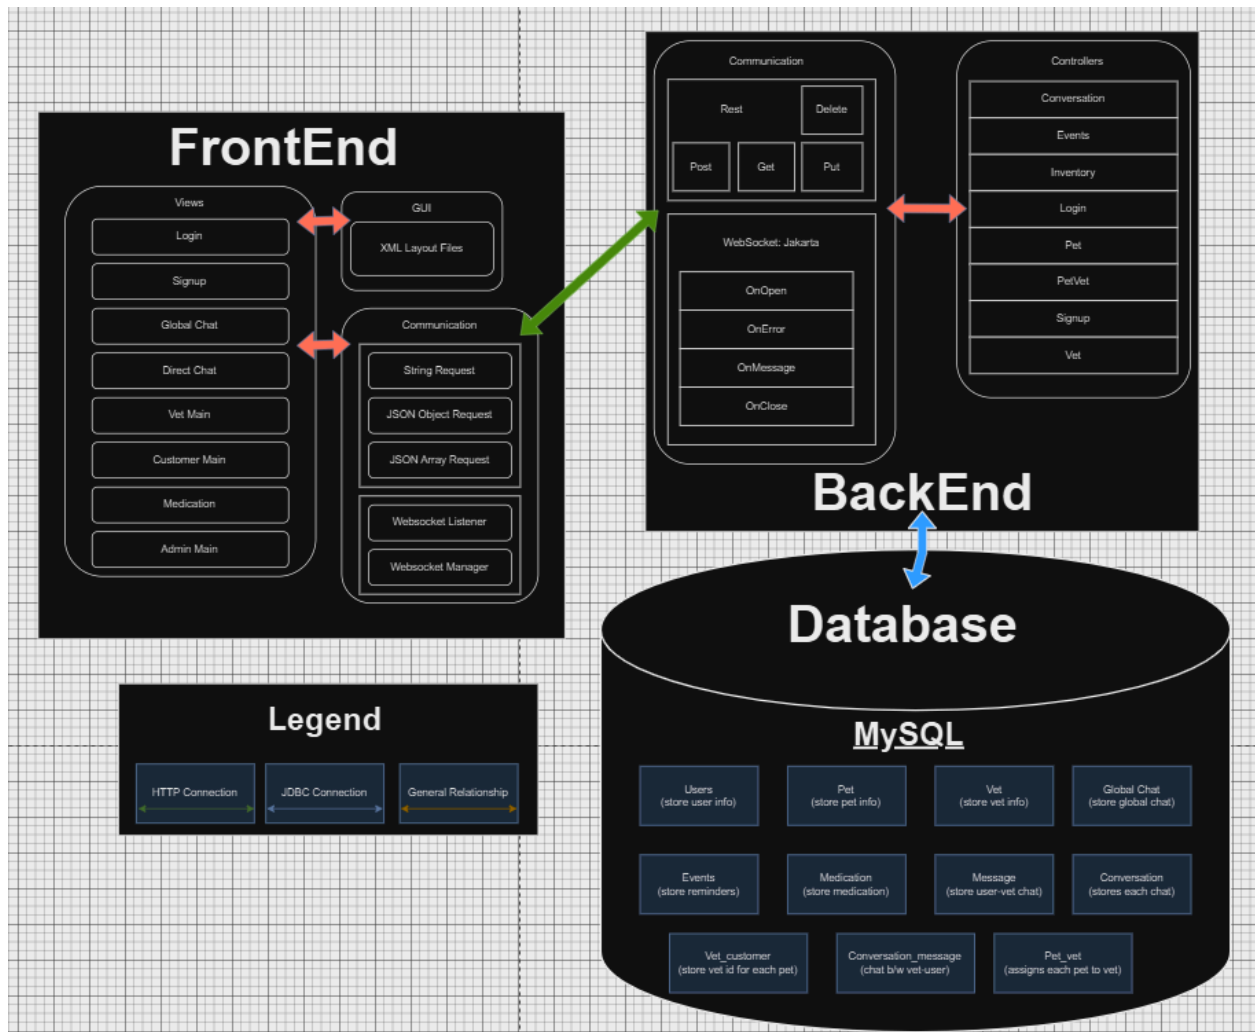 FrontEnd
Views
Login
Signup
Global Chat
Direct Chat
Vet Main
Customer Main
Medication
Admin Main
GUI
XML Layout Files
Communication
String Request
JSON Object Request
JSON Array Request
Websocket Listener
Websocket Manager
Communication
Rest
Delete
Post
Get
Put
WebSocket: Jakarta
OnOpen
OnError
OnMessage
OnClose
Controllers
Conversation
Events
Inventory
Login
Pet
PetVet
Signup
Vet
BackEnd
Legend
HTTP Connection
JDBC Connection
General Relationship
Database
MySQL
Users
(store user info)
Pet
(store pet info)
Vet
(store vet info)
Global Chat
(store global chat)
Events
(store reminders)
Medication
(store medication)
Message
(store user-vet chat)
Conversation
(stores each chat)
Vet_customer
(store vet id for each pet)
Conversation_message
(chat b/w vet-user)
Pet_vet
(assigns each pet to vet)